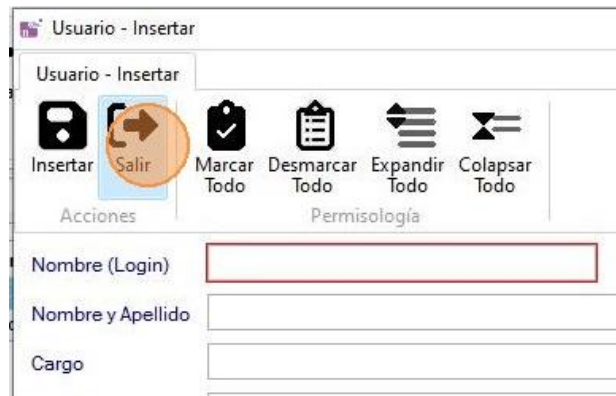 Usuario - Insertar
Usuario - Insertar
Insertar
Salir
Marcar
Todo
Desmarcar
Todo
Expandir
Todo
Colapsar
Todo
Acciones
Permisología
Nombre (Login)
Nombre y Apellido
Cargo